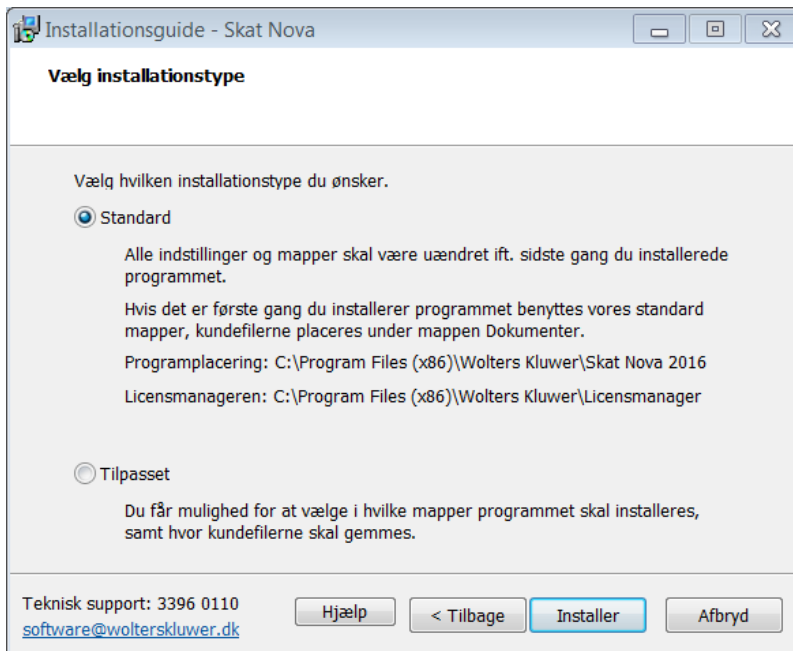 Installationsguide - Skat Nova
Vælg installationstype
Vælg hvilken installationstype du ønsker.
Standard
Alle indstillinger og mapper skal være uændret ift. sidste gang du installerede
programmet.
Hvis det er første gang du installerer programmet benyttes vores standard
mapper, kundefilerne placeres under mappen Dokumenter.
Programplacering: C:\Program Files (x86)\Wolters Kluwer\Skat Nova 2016
Licensmanageren: C:\Program Files (x86)\Wolters Kluwer\Licensmanager
Tilpasset
Du får mulighed for at vælge i hvilke mapper programmet skal installeres,
samt hvor kundefilerne skal gemmes.
Teknisk support: 3396 0110
software@wolterskluwer.dk
Hjælp
< Tilbage
Installer
Afbryd